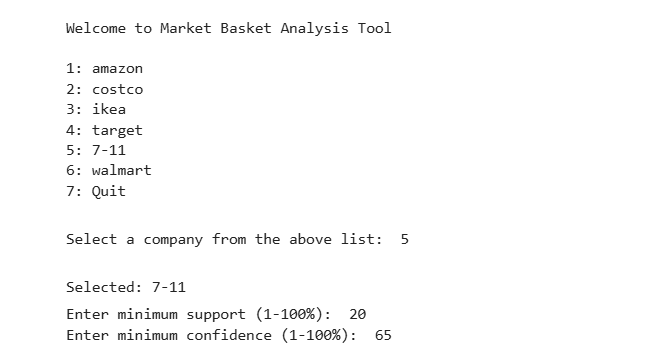 Welcome to Market Basket Analysis Tool
1: amazon
2: costco
3: ikea
4: target
5: 7-11
6: walmart
7: Quit
Select a company from the above list:  5
Selected: 7-11
Enter minimum support (1-100%):  20
Enter minimum confidence (1-100%):  65